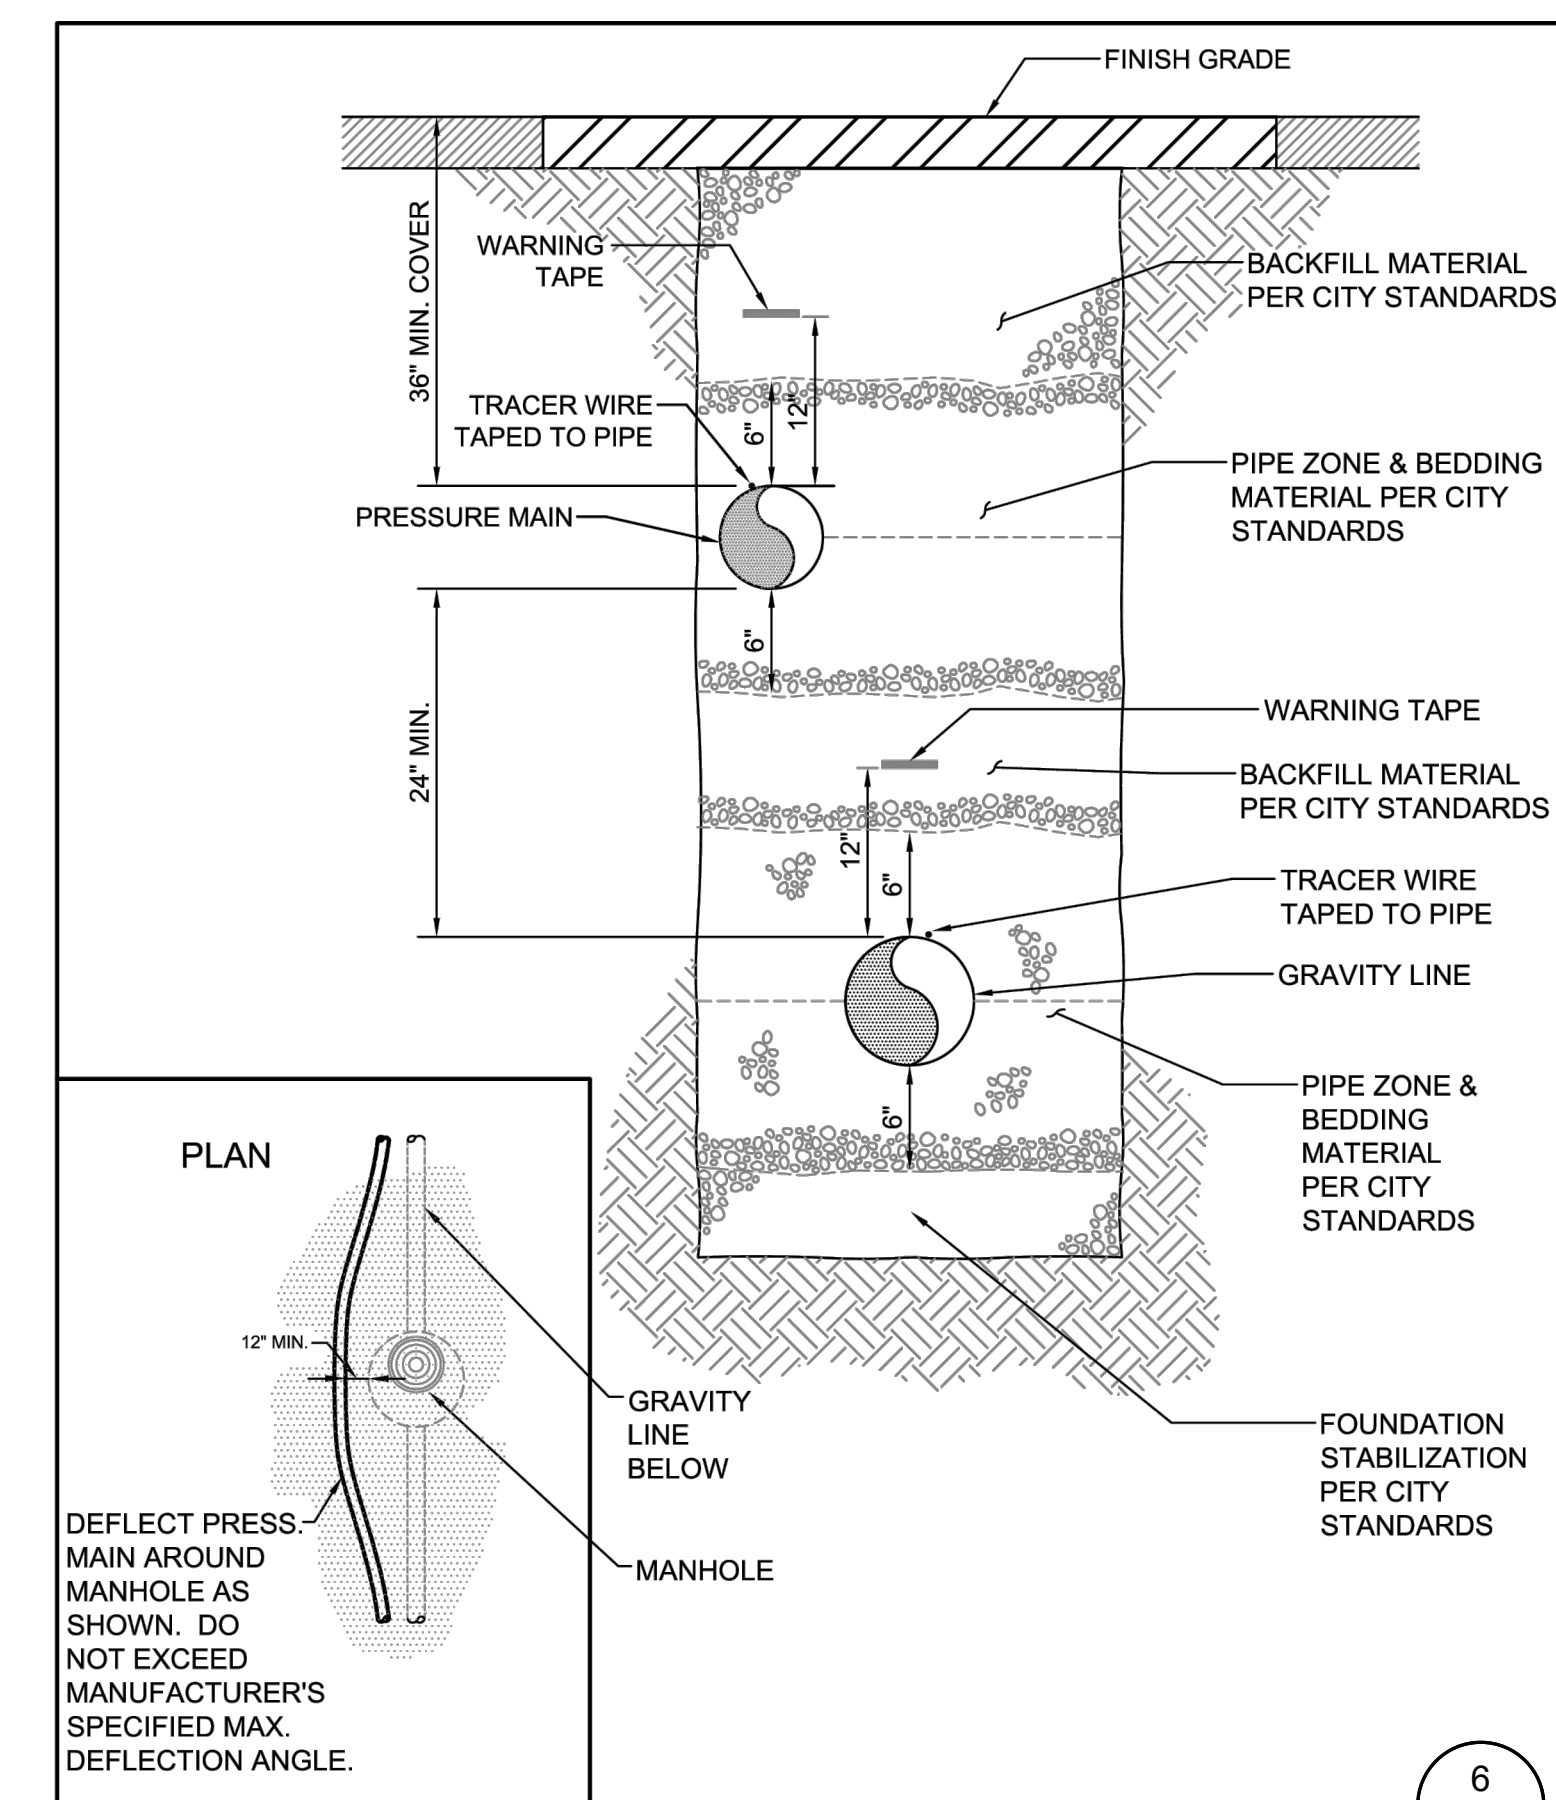 FINISH GRADE
36" MIN. COVER
WARNING
TAPE
BACKFILL MATERIAL
PER CITY STANDARDS
12"
6"
TRACER WIRE
TAPED TO PIPE
PIPE ZONE & BEDDING
MATERIAL PER CITY
STANDARDS
PRESSURE MAIN
6"
24" MIN.
WARNING TAPE
BACKFILL MATERIAL
PER CITY STANDARDS
12"
6"
TRACER WIRE
TAPED TO PIPE
GRAVITY LINE
6"
PIPE ZONE &
BEDDING
MATERIAL
PER CITY
STANDARDS
PLAN
12" MIN.
GRAVITY
LINE
BELOW
FOUNDATION
STABILIZATION
PER CITY
STANDARDS
DEFLECT PRESS.
MAIN AROUND
MANHOLE AS
SHOWN. DO
NOT EXCEED
MANUFACTURER'S
SPECIFIED MAX.
DEFLECTION ANGLE.
MANHOLE
6